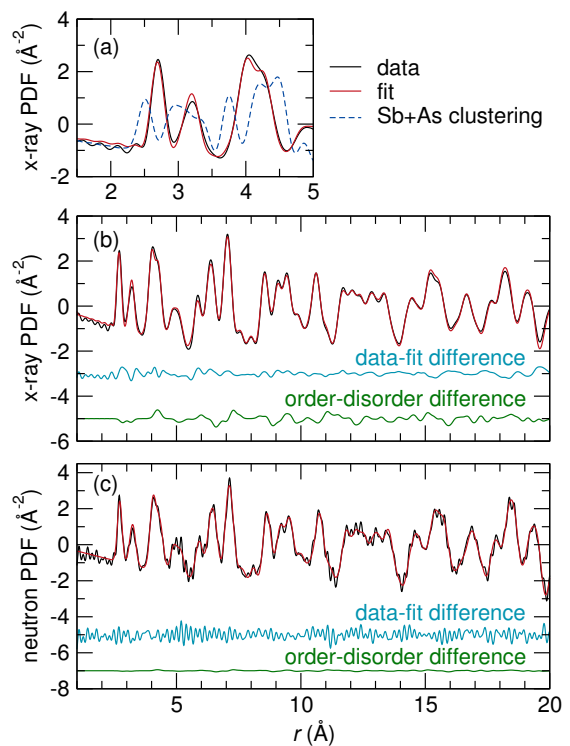 (a)
x-ray PDF (Å-2)
4
2
0
-2
2
3
4
5
data
fit
Sb+As clustering
(b)
x-ray PDF (Å-2)
4
2
0
-2
-4
-6
data-fit difference
order-disorder difference
(c)
neutron PDF (Å-2)
4
2
0
-2
-4
-6
-8
data-fit difference
order-disorder difference
5
10
15
20
r (Å)